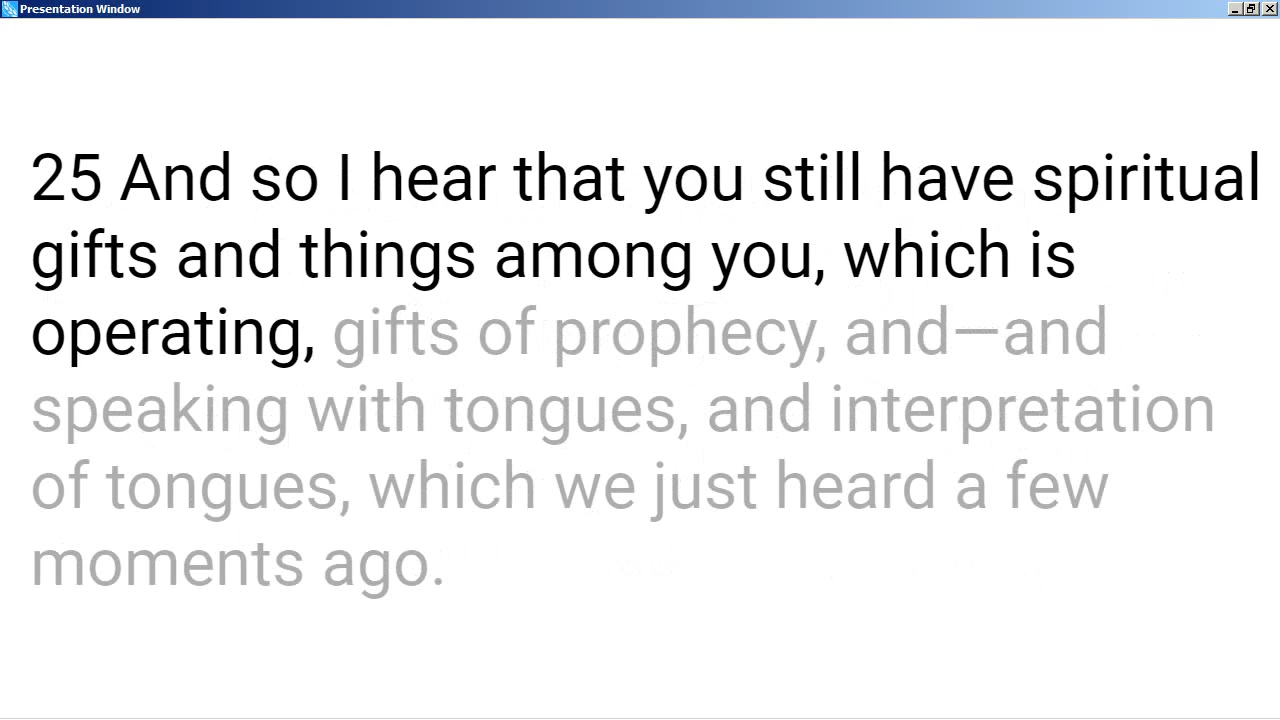 Presentation Window
25 And so I hear that you still have spiritual
gifts and things among you, which is
operating, gifts of prophecy, and—and
speaking with tongues, and interpretation
of tongues, which we just heard a few
moments ago.